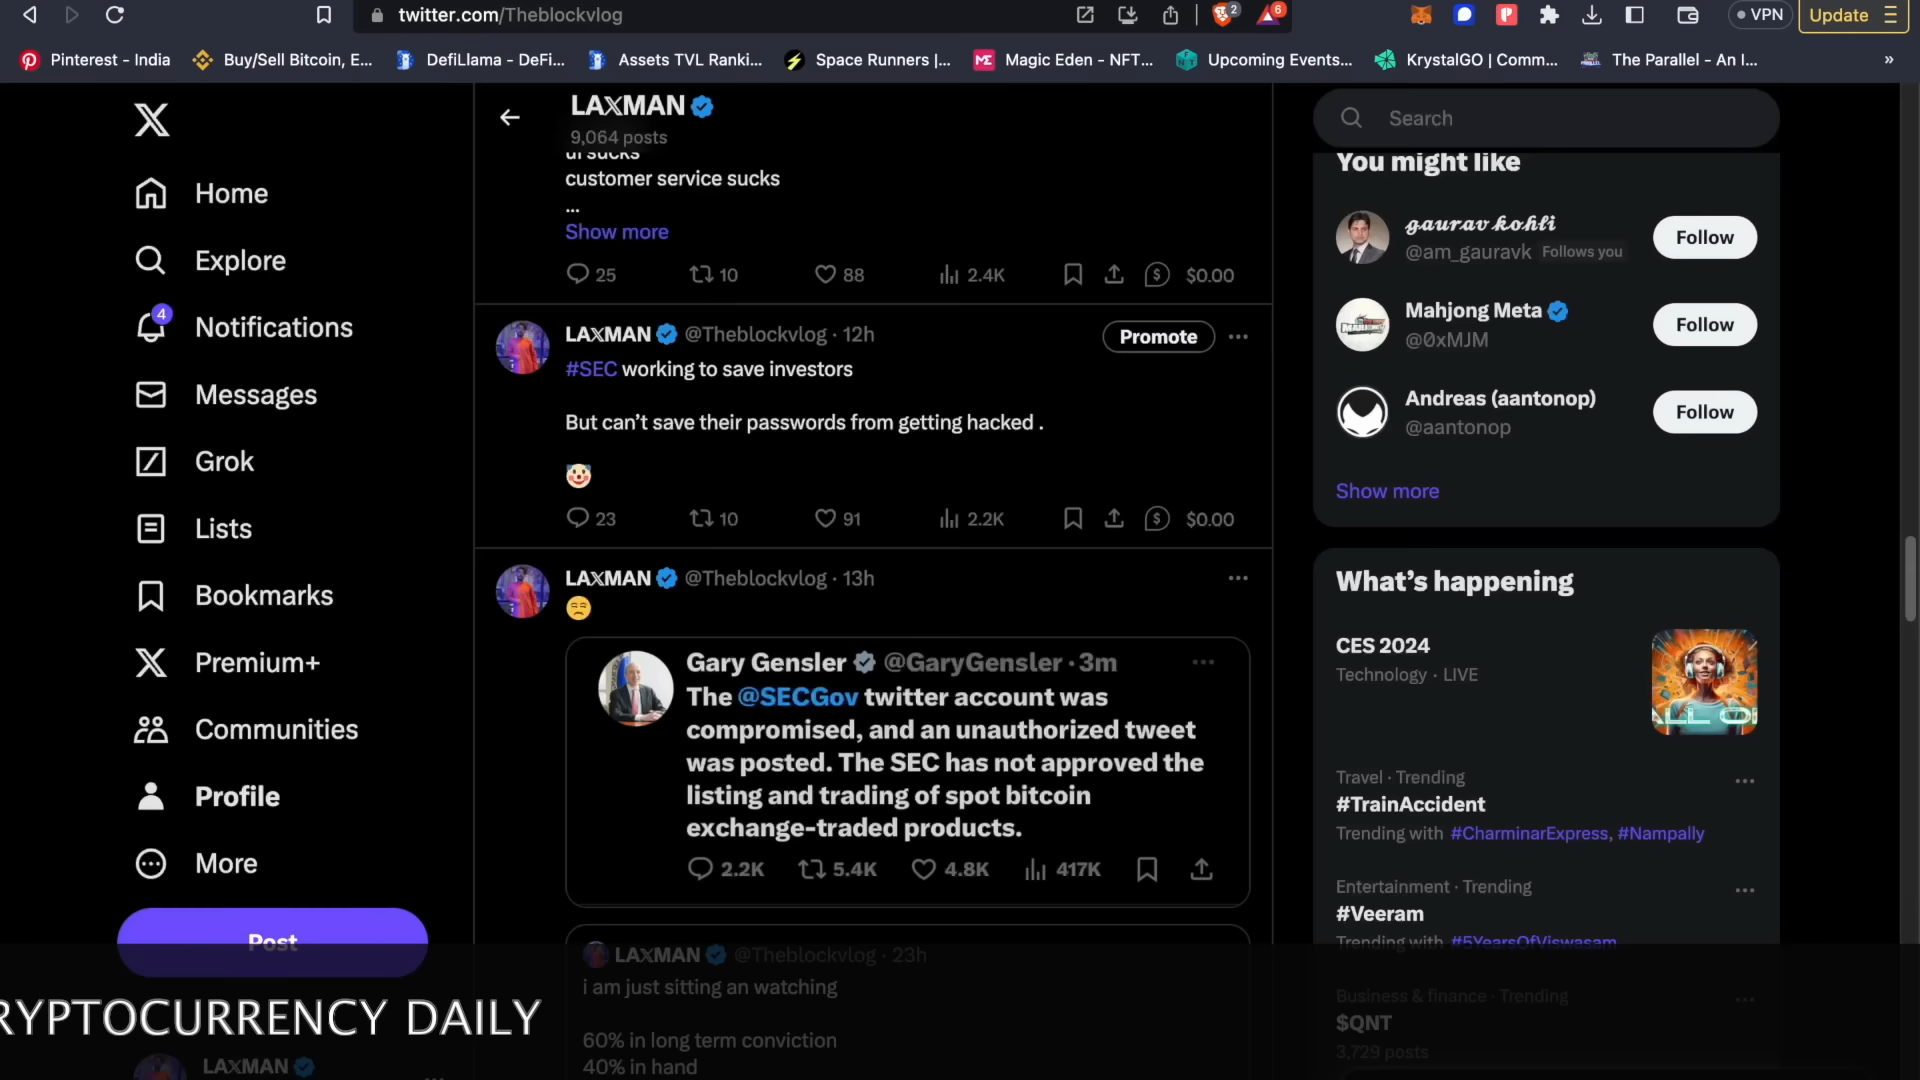 twitter.com/Theblockvlog
2
6
VPN
Update
Pinterest - India
Buy/Sell Bitcoin, E...
DefiLlama - DeFi...
Assets TVL Ranki...
Space Runners |...
Magic Eden - NFT...
Upcoming Events...
KrystalGO | Comm...
The Parallel - An I...
»
Home
Explore
4
Notifications
Messages
Grok
Lists
Bookmarks
Premium+
Communities
Profile
More
Post
LAXMAN
LAXMAN
9,064 posts
ui sucks
customer service sucks
...
Show more
25
10
88
2.4K
$0.00
LAXMAN @Theblockvlog · 12h
Promote
#SEC working to save investors
But can’t save their passwords from getting hacked .
🤡
23
10
91
2.2K
$0.00
LAXMAN @Theblockvlog · 13h
😒
Gary Gensler @GaryGensler · 3m
The @SECGov twitter account was
compromised, and an unauthorized tweet
was posted. The SEC has not approved the
listing and trading of spot bitcoin
exchange-traded products.
2.2K
5.4K
4.8K
417K
LAXMAN @Theblockvlog · 23h
i am just sitting an watching
60% in long term conviction
40% in hand
Search
You might like
gaurav kohli
@am_gauravk Follows you
Follow
Mahjong Meta
@0xMJM
Follow
Andreas (aantonop)
@aantonop
Follow
Show more
What’s happening
CES 2024
Technology · LIVE
ALL O
Travel · Trending
#TrainAccident
Trending with #CharminarExpress, #Nampally
Entertainment · Trending
#Veeram
Trending with #5YearsOfViswasam
Business & finance · Trending
$QNT
3,729 posts
RYPTOCURRENCY DAILY